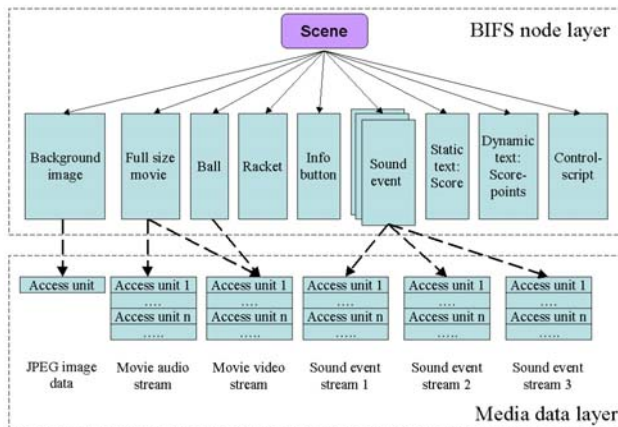 Scene
BIFS node layer
Background
image
Full size
movie
Ball
Racket
Info
button
Sound
event
Static
text:
Score
Dynamic
text:
Score-
points
Control-
script
Access unit
Access unit 1
....
Access unit n
.....
Access unit 1
....
Access unit n
.....
Access unit 1
....
Access unit n
.....
Access unit 1
....
Access unit n
.....
Access unit 1
....
Access unit n
.....
JPEG image
data
Movie audio
stream
Movie video
stream
Sound event
stream 1
Sound event
stream 2
Sound event
stream 3
Media data layer